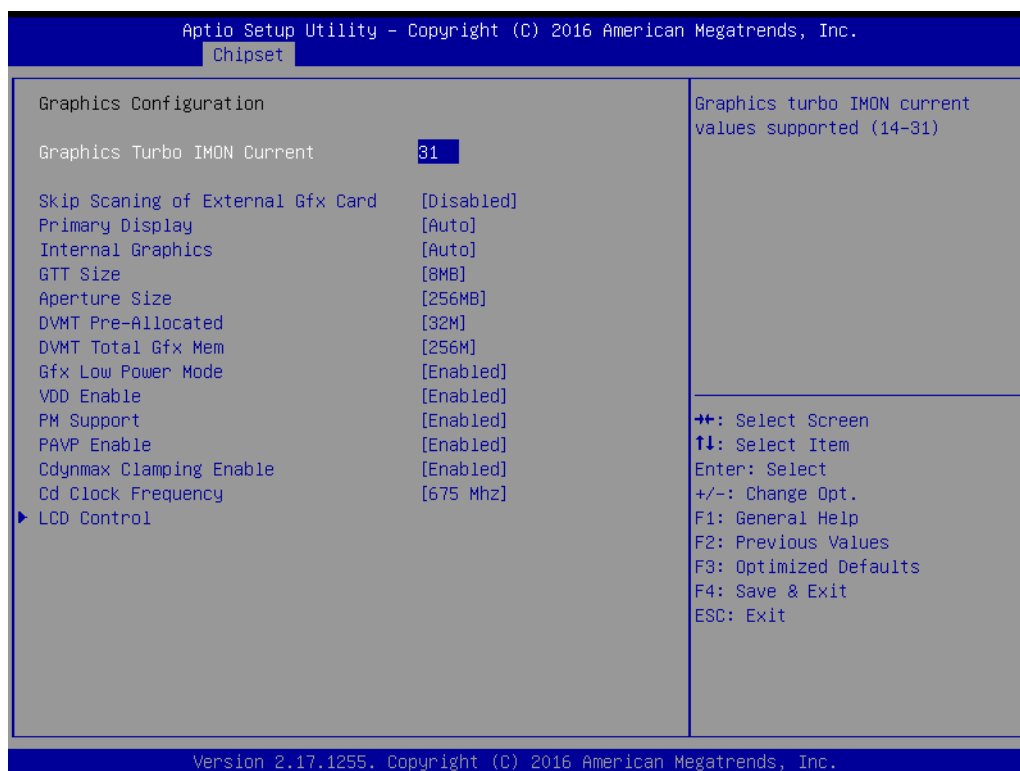 Aptio Setup Utility – Copyright (C) 2016 American Megatrends, Inc.
Chipset
Graphics Configuration
Graphics Turbo IMON Current 31
Skip Scaning of External Gfx Card [Disabled]
Primary Display [Auto]
Internal Graphics [Auto]
GTT Size [8MB]
Aperture Size [256MB]
DVMT Pre-Allocated [32M]
DVMT Total Gfx Mem [256M]
Gfx Low Power Mode [Enabled]
VDD Enable [Enabled]
PM Support [Enabled]
PAVP Enable [Enabled]
Cdynmax Clamping Enable [Enabled]
Cd Clock Frequency [675 Mhz]
▶ LCD Control
Graphics turbo IMON current
values supported (14-31)
→←: Select Screen
↑↓: Select Item
Enter: Select
+/-: Change Opt.
F1: General Help
F2: Previous Values
F3: Optimized Defaults
F4: Save & Exit
ESC: Exit
Version 2.17.1255. Copyright (C) 2016 American Megatrends, Inc.